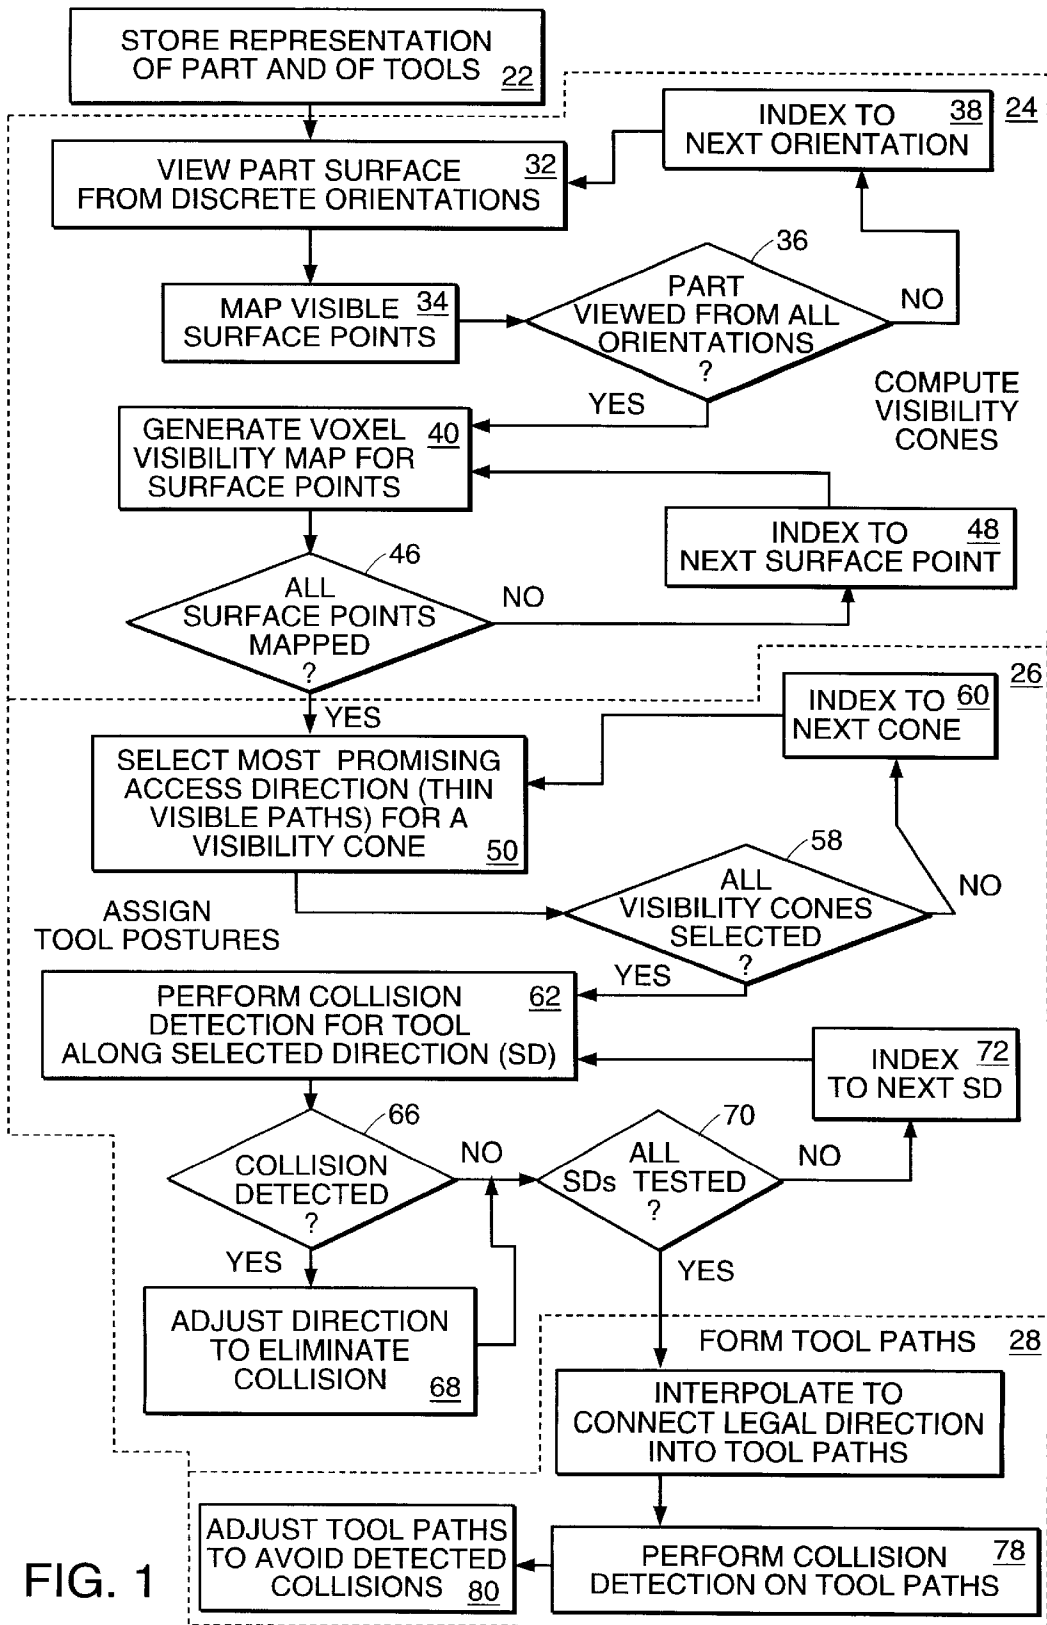 STORE REPRESENTATION
OF PART AND OF TOOLS 22
INDEX TO 38
NEXT ORIENTATION
24
VIEW PART SURFACE 32
FROM DISCRETE ORIENTATIONS
36
MAP VISIBLE 34
SURFACE POINTS
PART
VIEWED FROM ALL
ORIENTATIONS
?
NO
YES
COMPUTE
VISIBILITY
CONES
GENERATE VOXEL 40
VISIBILITY MAP FOR
SURFACE POINTS
INDEX TO 48
NEXT SURFACE POINT
46
ALL
SURFACE POINTS
MAPPED
?
NO
YES
26
INDEX TO 60
NEXT CONE
SELECT MOST PROMISING
ACCESS DIRECTION (THIN
VISIBLE PATHS) FOR A
VISIBILITY CONE 50
58
ALL
VISIBILITY CONES
SELECTED
?
NO
YES
ASSIGN
TOOL POSTURES
PERFORM COLLISION 62
DETECTION FOR TOOL
ALONG SELECTED DIRECTION (SD)
INDEX 72
TO NEXT SD
66
COLLISION
DETECTED
?
NO
YES
70
ALL
SDs TESTED
?
NO
YES
ADJUST DIRECTION
TO ELIMINATE
COLLISION 68
FORM TOOL PATHS 28
INTERPOLATE TO
CONNECT LEGAL DIRECTION
INTO TOOL PATHS
PERFORM COLLISION 78
DETECTION ON TOOL PATHS
ADJUST TOOL PATHS
TO AVOID DETECTED
COLLISIONS 80
FIG. 1